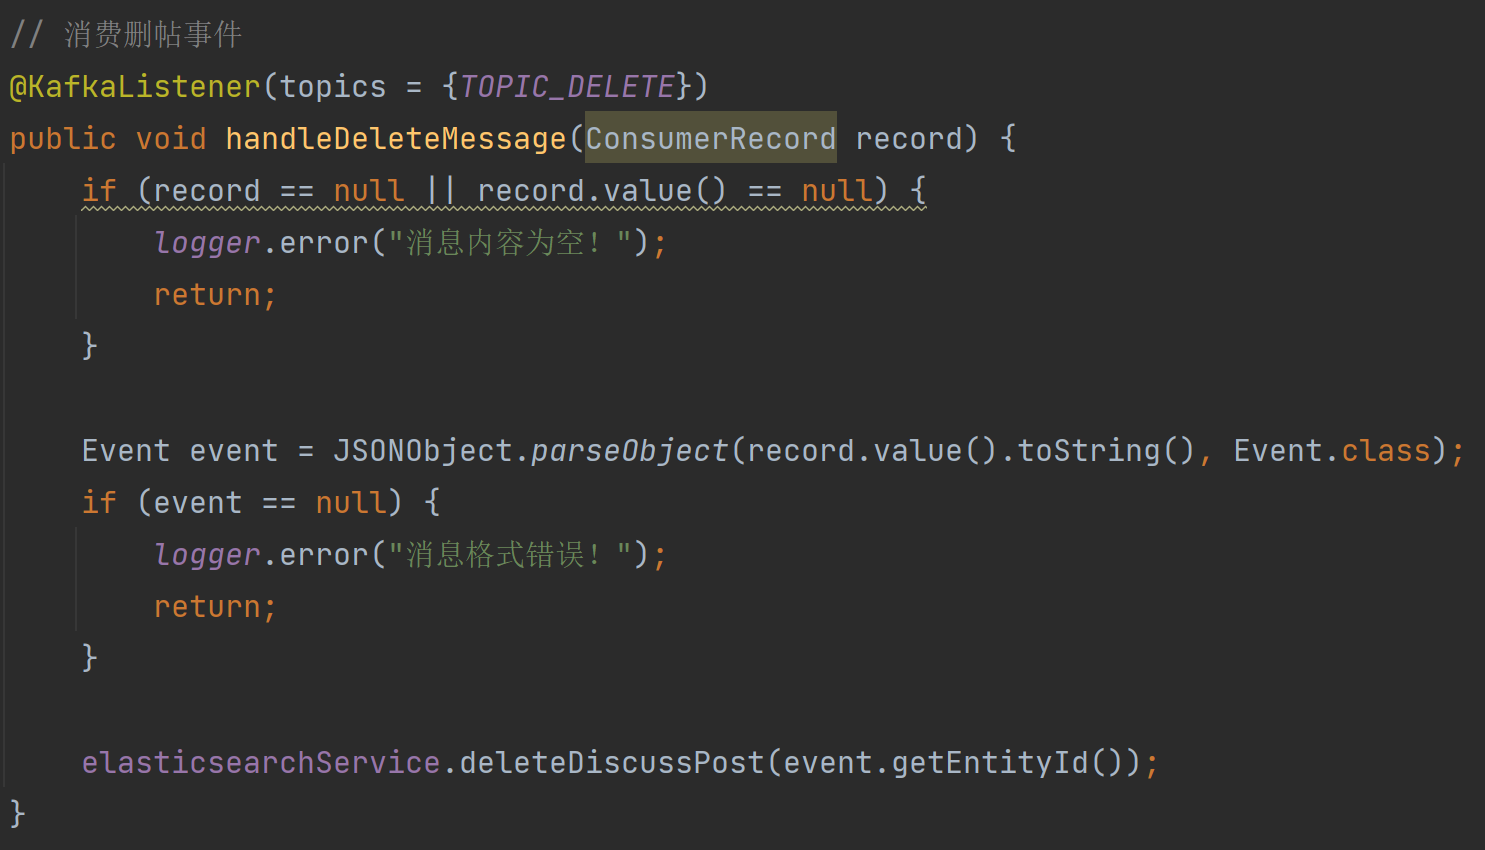 // 消费删帖事件
@KafkaListener(topics = {TOPIC_DELETE})
public void handleDeleteMessage(ConsumerRecord record) {
    if (record == null || record.value() == null) {
        logger.error("消息内容为空！");
        return;
    }
    Event event = JSONObject.parseObject(record.value().toString(), Event.class);
    if (event == null) {
        logger.error("消息格式错误！");
        return;
    }
    elasticsearchService.deleteDiscussPost(event.getEntityId());
}